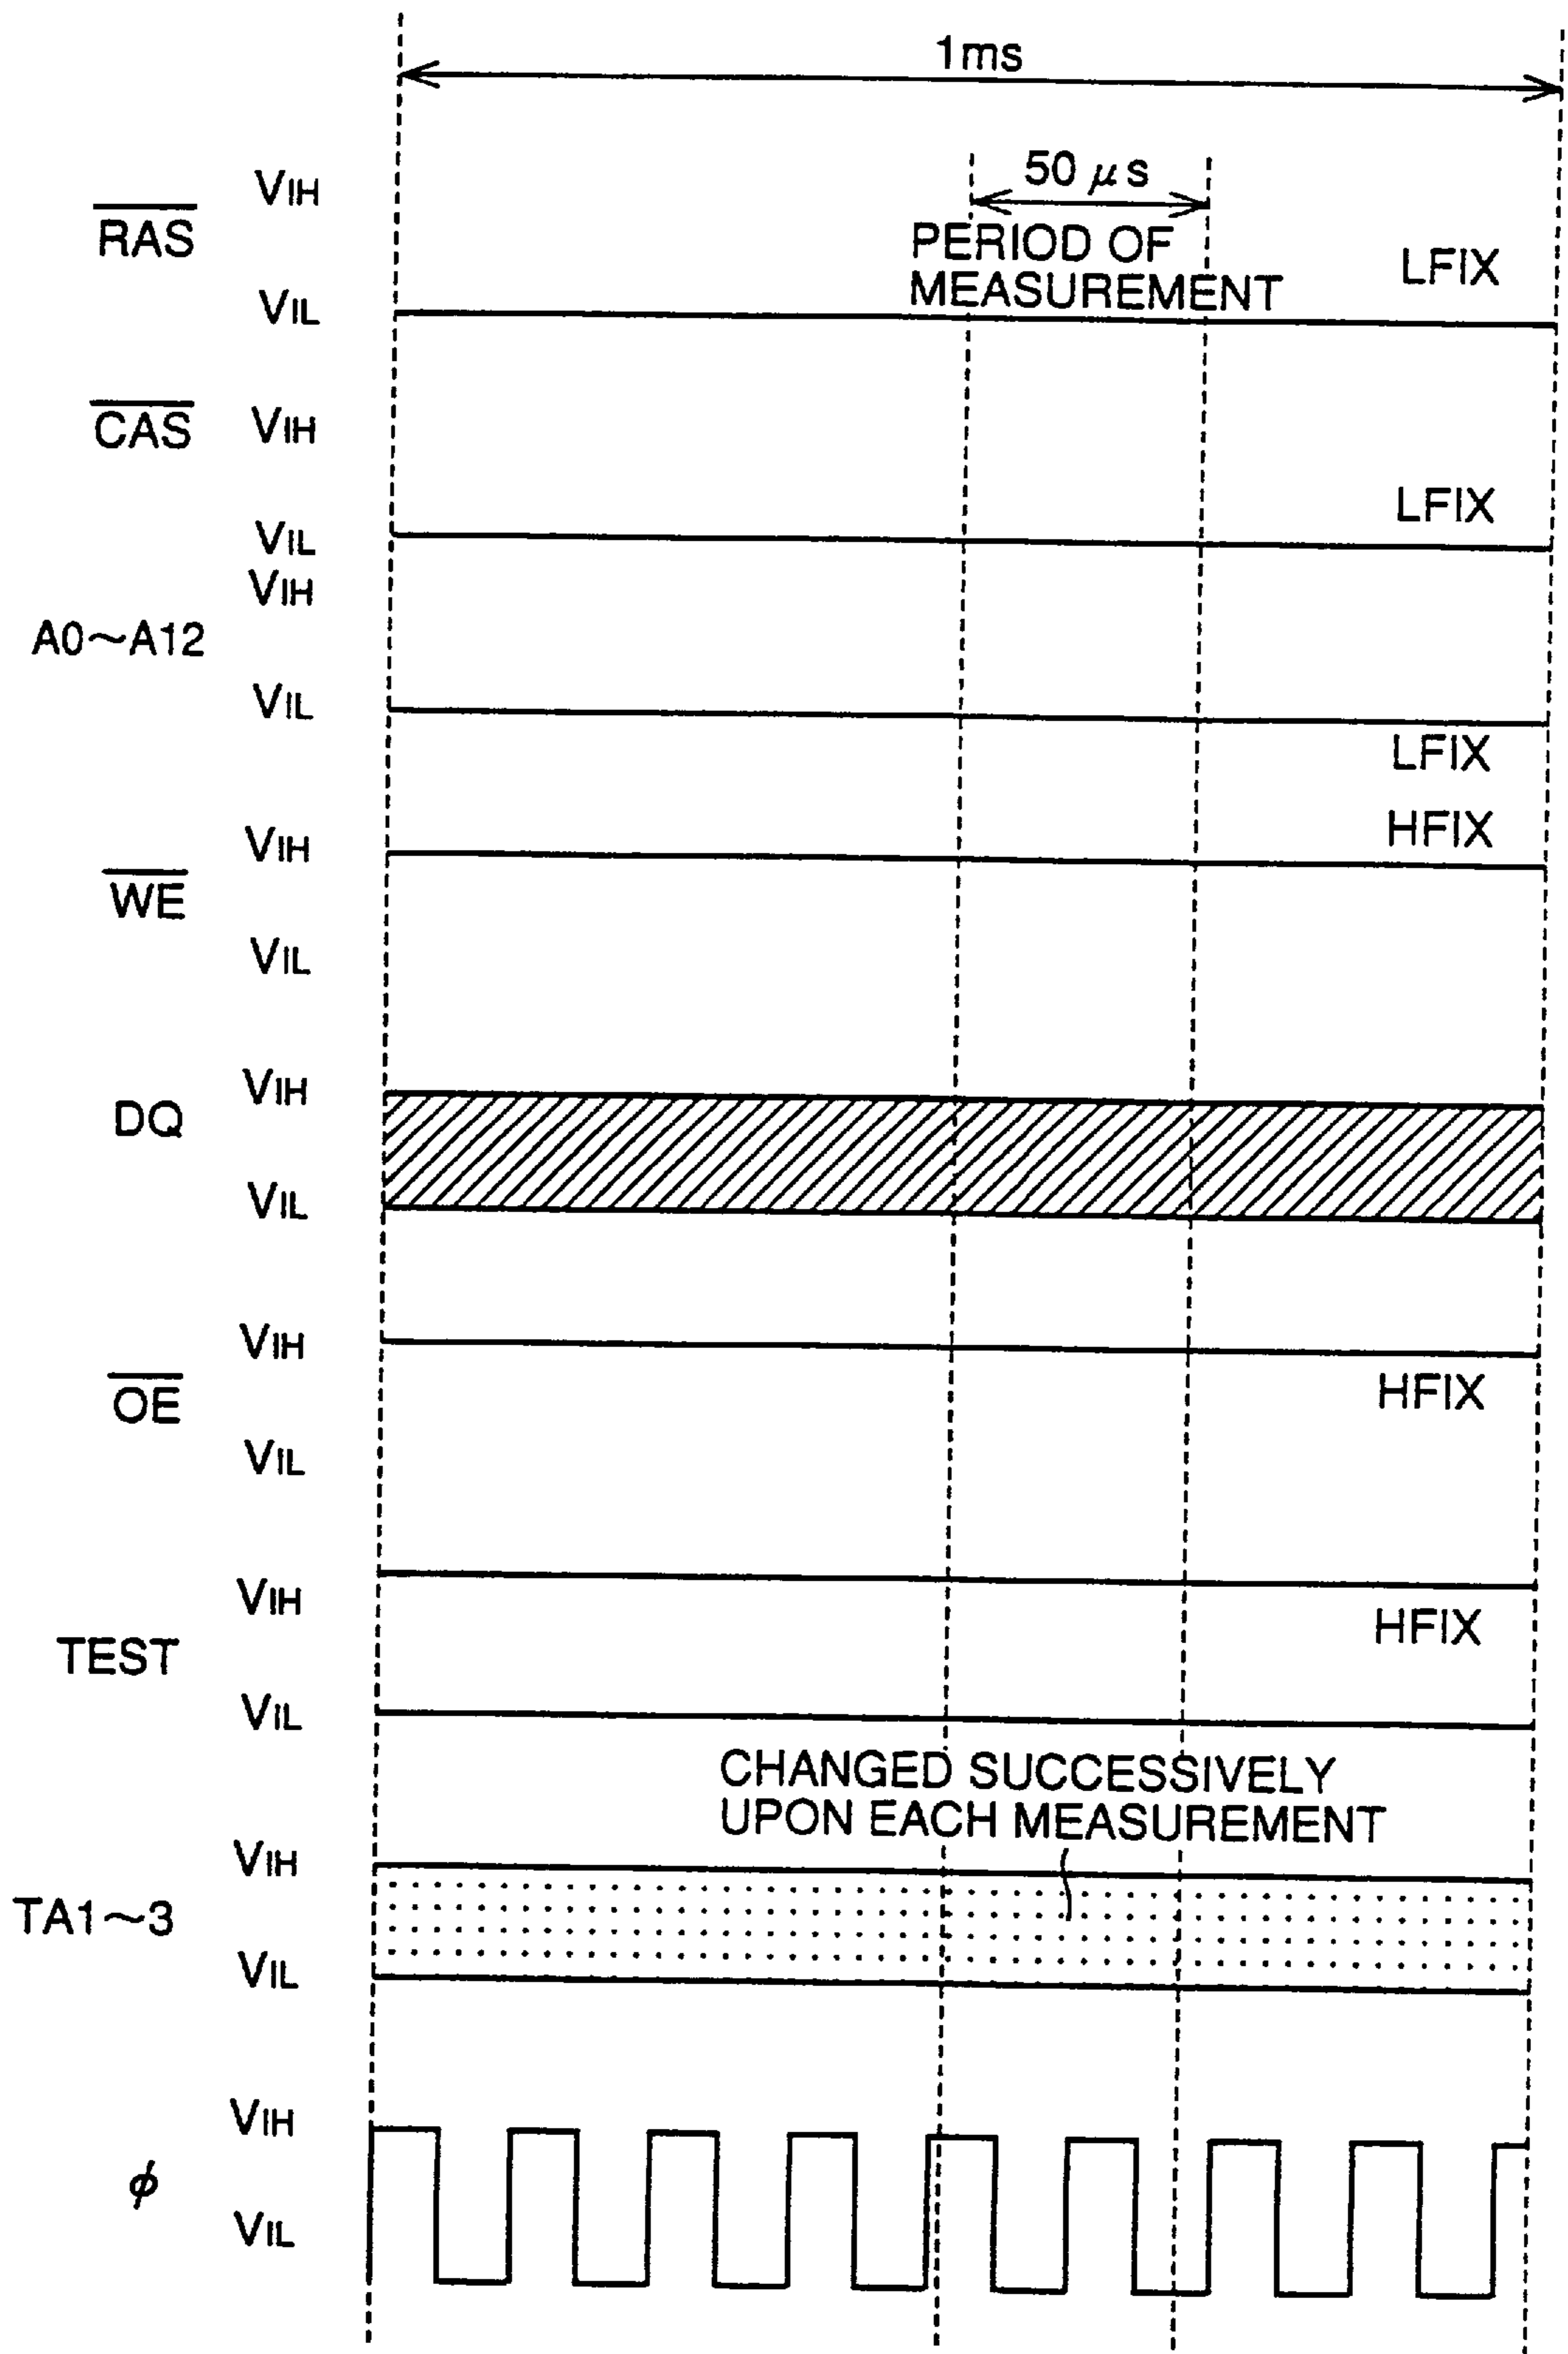 1ms
50 μs
PERIOD OF
MEASUREMENT
VIH
RAS
LFIX
VIL
CAS
VIH
LFIX
VIL
VIH
A0~A12
VIL
LFIX
HFIX
VIH
WE
VIL
VIH
DQ
VIL
VIH
OE
HFIX
VIL
VIH
HFIX
TEST
VIL
CHANGED SUCCESSIVELY
UPON EACH MEASUREMENT
VIH
TA1~3
VIL
VIH
ϕ
VIL